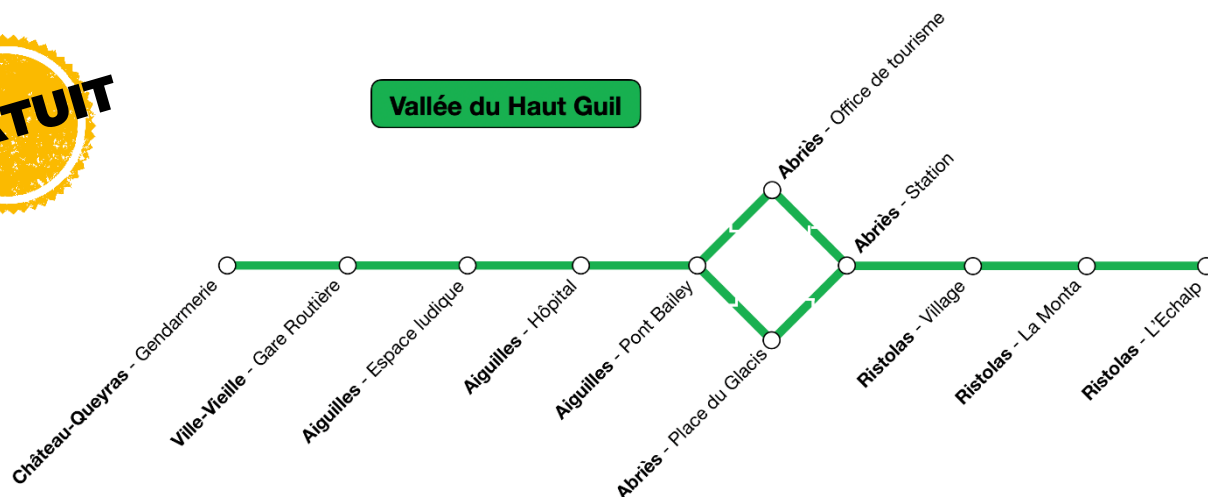 TUIT
Vallée du Haut Guil
Château-Queyras - Gendarmerie
Ville-Vieille - Gare Routière
Aiguilles - Espace ludique
Aiguilles - Hôpital
Aiguilles - Pont Bailey
Abriès - Office de tourisme
Abriès - Place du Glacis
Abriès - Station
Ristolas - Village
Ristolas - La Monta
Ristolas - L'Echalp